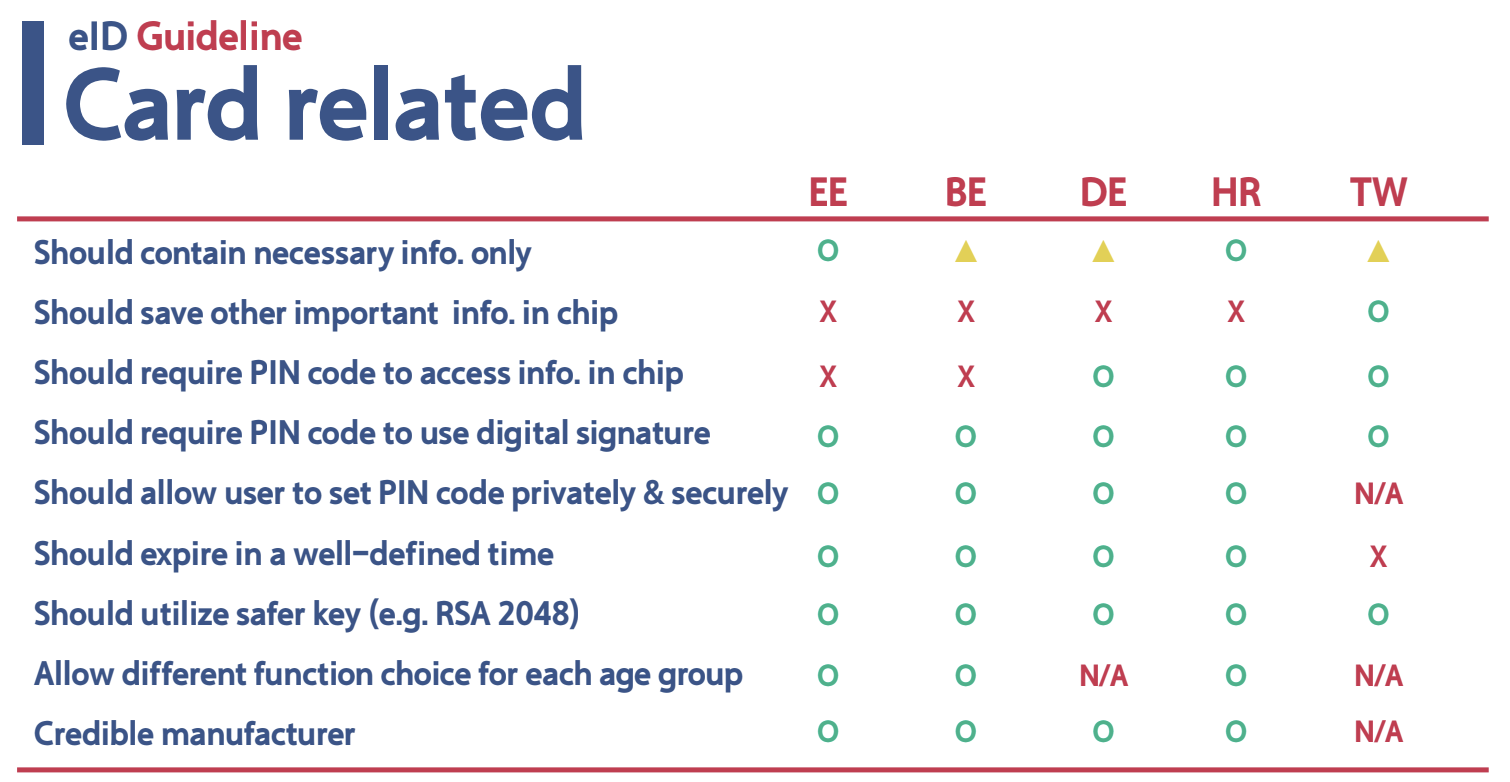 eID Guideline
Card related
EE BE DE HR TW
Should contain necessary info. only O ▲ ▲ O ▲
Should save other important info. in chip X X X X O
Should require PIN code to access info. in chip X X O O O
Should require PIN code to use digital signature O O O O O
Should allow user to set PIN code privately & securely O O O O N/A
Should expire in a well-defined time O O O O X
Should utilize safer key (e.g. RSA 2048) O O O O O
Allow different function choice for each age group O O N/A O N/A
Credible manufacturer O O O O N/A